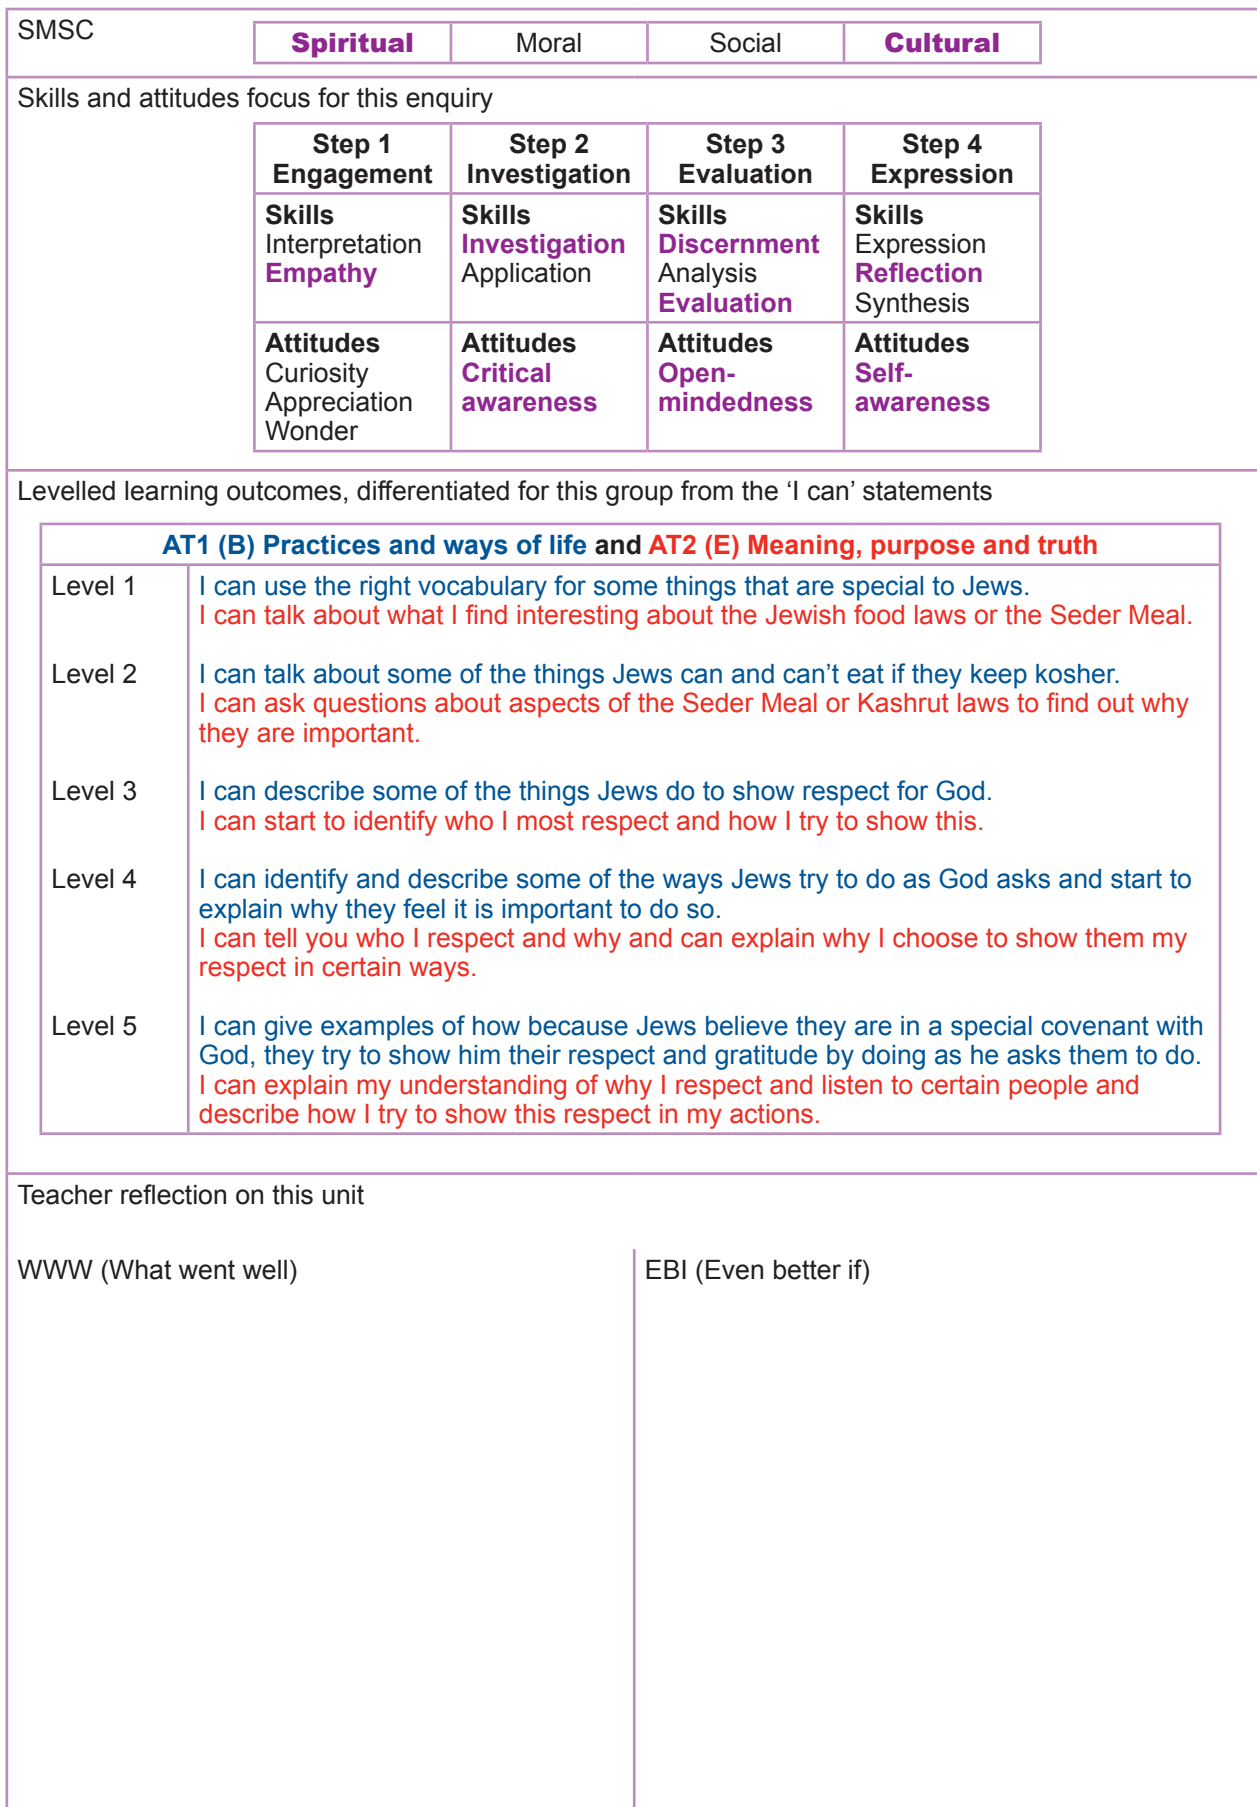 SMSC
Spiritual Moral Social Cultural
Skills and attitudes focus for this enquiry
Step 1
Engagement
Step 2
Investigation
Step 3
Evaluation
Step 4
Expression
Skills
Interpretation
Empathy
Skills
Investigation
Application
Skills
Discernment
Analysis
Evaluation
Skills
Expression
Reflection
Synthesis
Attitudes
Curiosity
Appreciation
Wonder
Attitudes
Critical
awareness
Attitudes
Open-
mindedness
Attitudes
Self-
awareness
Levelled learning outcomes, differentiated for this group from the ‘I can’ statements
AT1 (B) Practices and ways of life and AT2 (E) Meaning, purpose and truth
Level 1
I can use the right vocabulary for some things that are special to Jews.
I can talk about what I find interesting about the Jewish food laws or the Seder Meal.
Level 2
I can talk about some of the things Jews can and can’t eat if they keep kosher.
I can ask questions about aspects of the Seder Meal or Kashrut laws to find out why
they are important.
Level 3
I can describe some of the things Jews do to show respect for God.
I can start to identify who I most respect and how I try to show this.
Level 4
I can identify and describe some of the ways Jews try to do as God asks and start to
explain why they feel it is important to do so.
I can tell you who I respect and why and can explain why I choose to show them my
respect in certain ways.
Level 5
I can give examples of how because Jews believe they are in a special covenant with
God, they try to show him their respect and gratitude by doing as he asks them to do.
I can explain my understanding of why I respect and listen to certain people and
describe how I try to show this respect in my actions.
Teacher reflection on this unit
WWW (What went well)
EBI (Even better if)